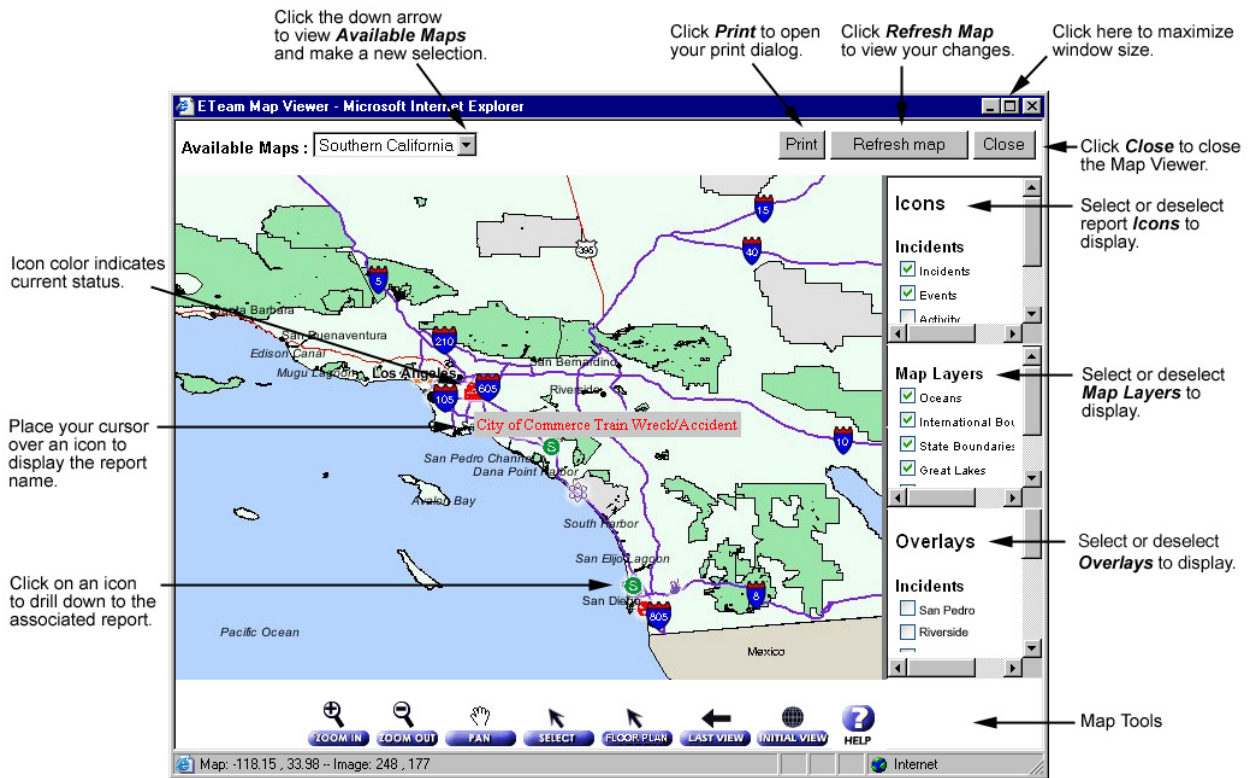 Click the down arrow
to view Available Maps
and make a new selection.
Click Print to open
your print dialog.
Click Refresh Map
to view your changes.
Click here to maximize
window size.
ETeam Map Viewer - Microsoft Internet Explorer
Available Maps :
Southern California
Print
Refresh map
Close
Click Close to close
the Map Viewer.
Icons
Incidents
Incidents
Events
Activity
Select or deselect
report Icons to
display.
Map Layers
Oceans
International Bou
State Boundaries
Great Lakes
Select or deselect
Map Layers to
display.
Overlays
Incidents
San Pedro
Riverside
Select or deselect
Overlays to display.
Icon color indicates
current status.
Place your cursor
over an icon to
display the report
name.
Click on an icon
to drill down to the
associated report.
15
395
40
5
Santa Barbara
San Buenaventura
210
Edison Canal
San Bernardino
Mugu Lagoon
Los Angeles
605
105
Riverside
City of Commerce Train Wreck/Accident
10
S
San Pedro Channel
Dana Point Harbor
Avalon Bay
South Harbor
San Elijo Lagoon
S
San Diego
8
805
Pacific Ocean
Mexico
ZOOM IN
ZOOM OUT
PAN
SELECT
FLOOR PLAN
LAST VIEW
INITIAL VIEW
?
HELP
Map Tools
Map: -118.15 , 33.98 -- Image: 248 , 177
Internet